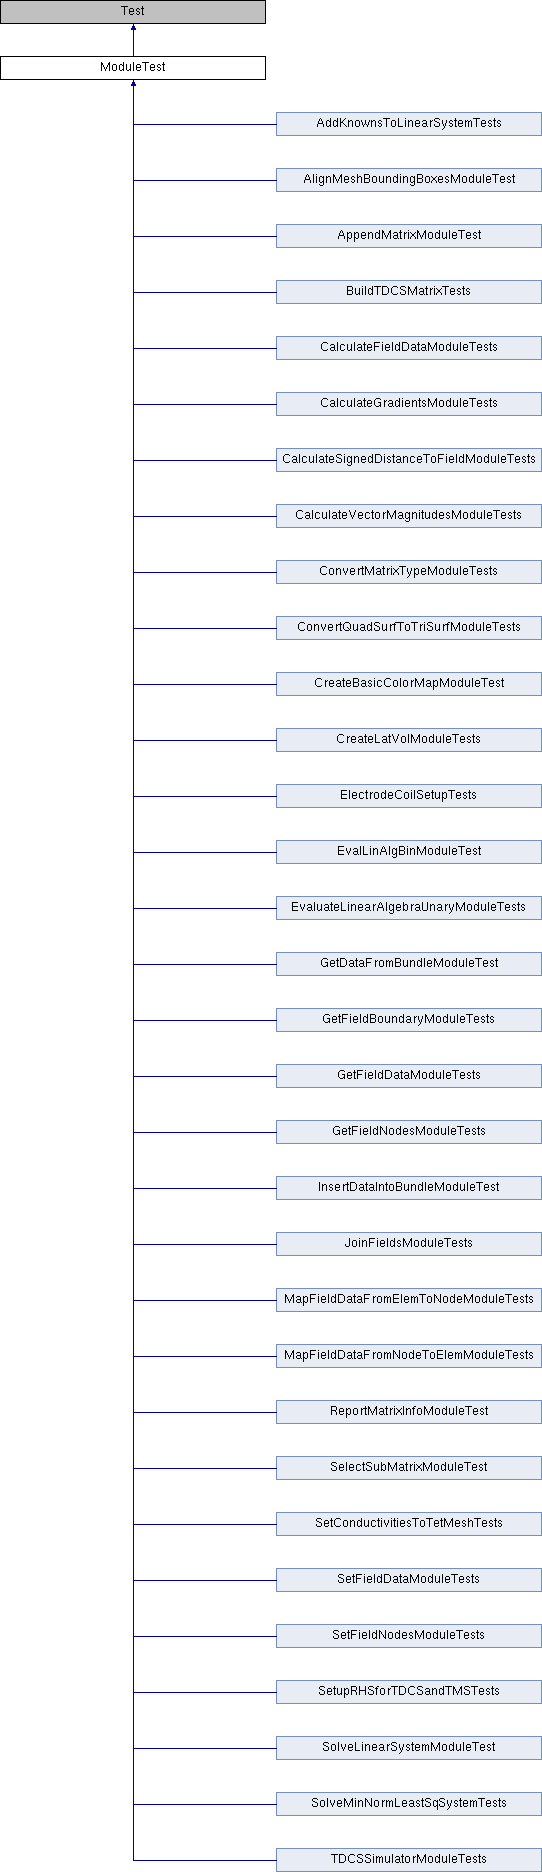 Test
ModuleTest
AddKnownsToLinearSystemTests
AlignMeshBoundingBoxesModuleTest
AppendMatrixModuleTest
BuildTDCSMatrixTests
CalculateFieldDataModuleTests
CalculateGradientsModuleTests
CalculateSignedDistanceToFieldModuleTests
CalculateVectorMagnitudesModuleTests
ConvertMatrixTypeModuleTests
ConvertQuadSurfToTriSurfModuleTests
CreateBasicColorMapModuleTest
CreateLatVolModuleTests
ElectrodeCoilSetupTests
EvalLinAlgBinModuleTest
EvaluateLinearAlgebraUnaryModuleTests
GetDataFromBundleModuleTest
GetFieldBoundaryModuleTests
GetFieldDataModuleTests
GetFieldNodesModuleTests
InsertDataIntoBundleModuleTest
JoinFieldsModuleTests
MapFieldDataFromElemToNodeModuleTests
MapFieldDataFromNodeToElemModuleTests
ReportMatrixInfoModuleTest
SelectSubMatrixModuleTest
SetConductivitiesToTetMeshTests
SetFieldDataModuleTests
SetFieldNodesModuleTests
SetupRHSforTDCSandTMSTests
SolveLinearSystemModuleTest
SolveMinNormLeastSqSystemTests
TDCSSimulatorModuleTests